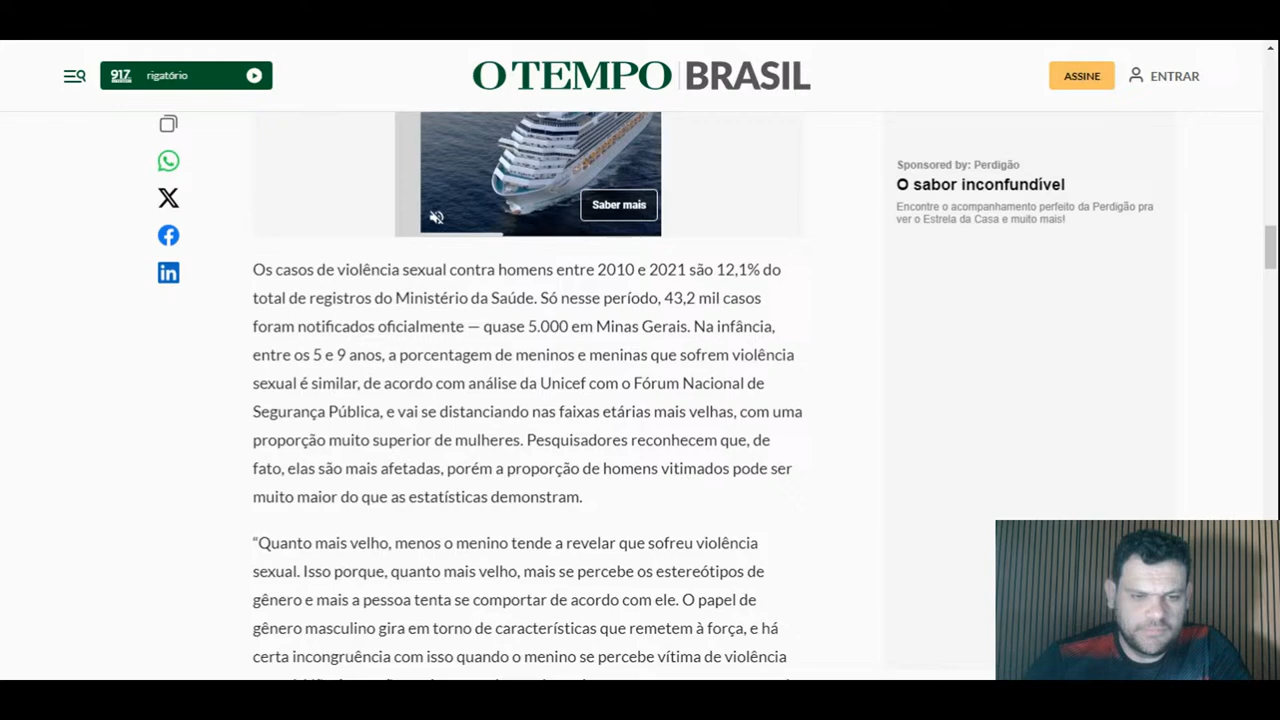 917 rigatório
O TEMPO BRASIL
ASSINE
ENTRAR
Saber mais
Sponsored by: Perdigão
O sabor inconfundível
Encontre o acompanhamento perfeito da Perdigão pra
ver o Estrela da Casa e muito mais!
Os casos de violência sexual contra homens entre 2010 e 2021 são 12,1% do
total de registros do Ministério da Saúde. Só nesse período, 43,2 mil casos
foram notificados oficialmente — quase 5.000 em Minas Gerais. Na infância,
entre os 5 e 9 anos, a porcentagem de meninos e meninas que sofrem violência
sexual é similar, de acordo com análise da Unicef com o Fórum Nacional de
Segurança Pública, e vai se distanciando nas faixas etárias mais velhas, com uma
proporção muito superior de mulheres. Pesquisadores reconhecem que, de
fato, elas são mais afetadas, porém a proporção de homens vitimados pode ser
muito maior do que as estatísticas demonstram.
“Quanto mais velho, menos o menino tende a revelar que sofreu violência
sexual. Isso porque, quanto mais velho, mais se percebe os estereótipos de
gênero e mais a pessoa tenta se comportar de acordo com ele. O papel de
gênero masculino gira em torno de características que remetem à força, e há
certa incongruência com isso quando o menino se percebe vítima de violência